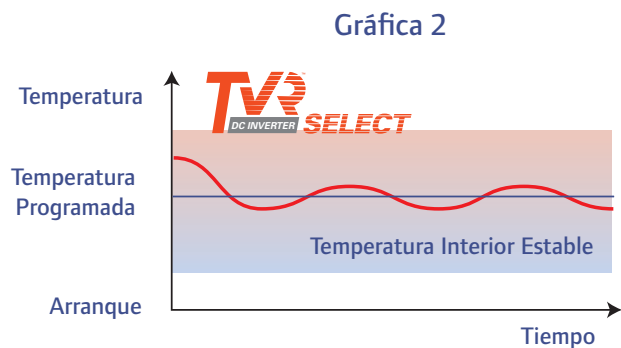 Gráfica 2
Temperatura
TVR
DC INVERTER
SELECT
Temperatura
Programada
Temperatura Interior Estable
Arranque
Tiempo